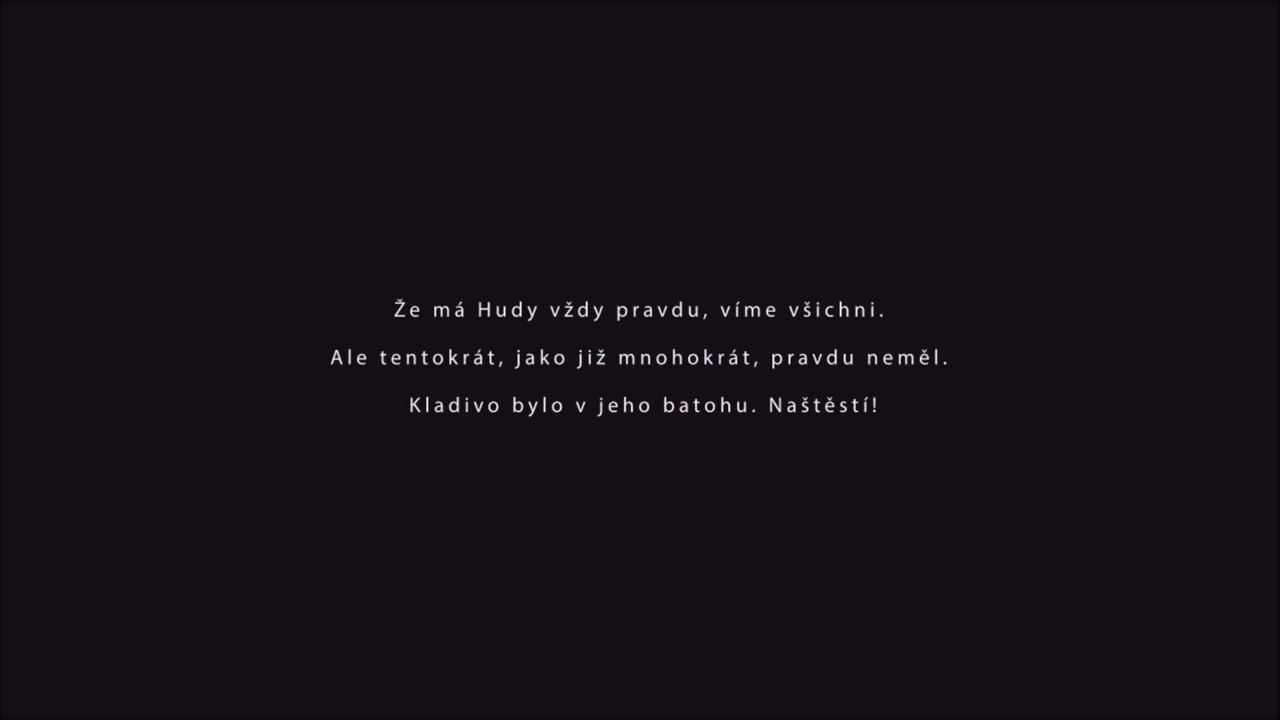 Že má Hudy vždy pravdu, víme všichni.
Ale tentokrát, jako již mnohokrát, pravdu neměl.
Kladivo bylo v jeho batohu. Naštěstí!